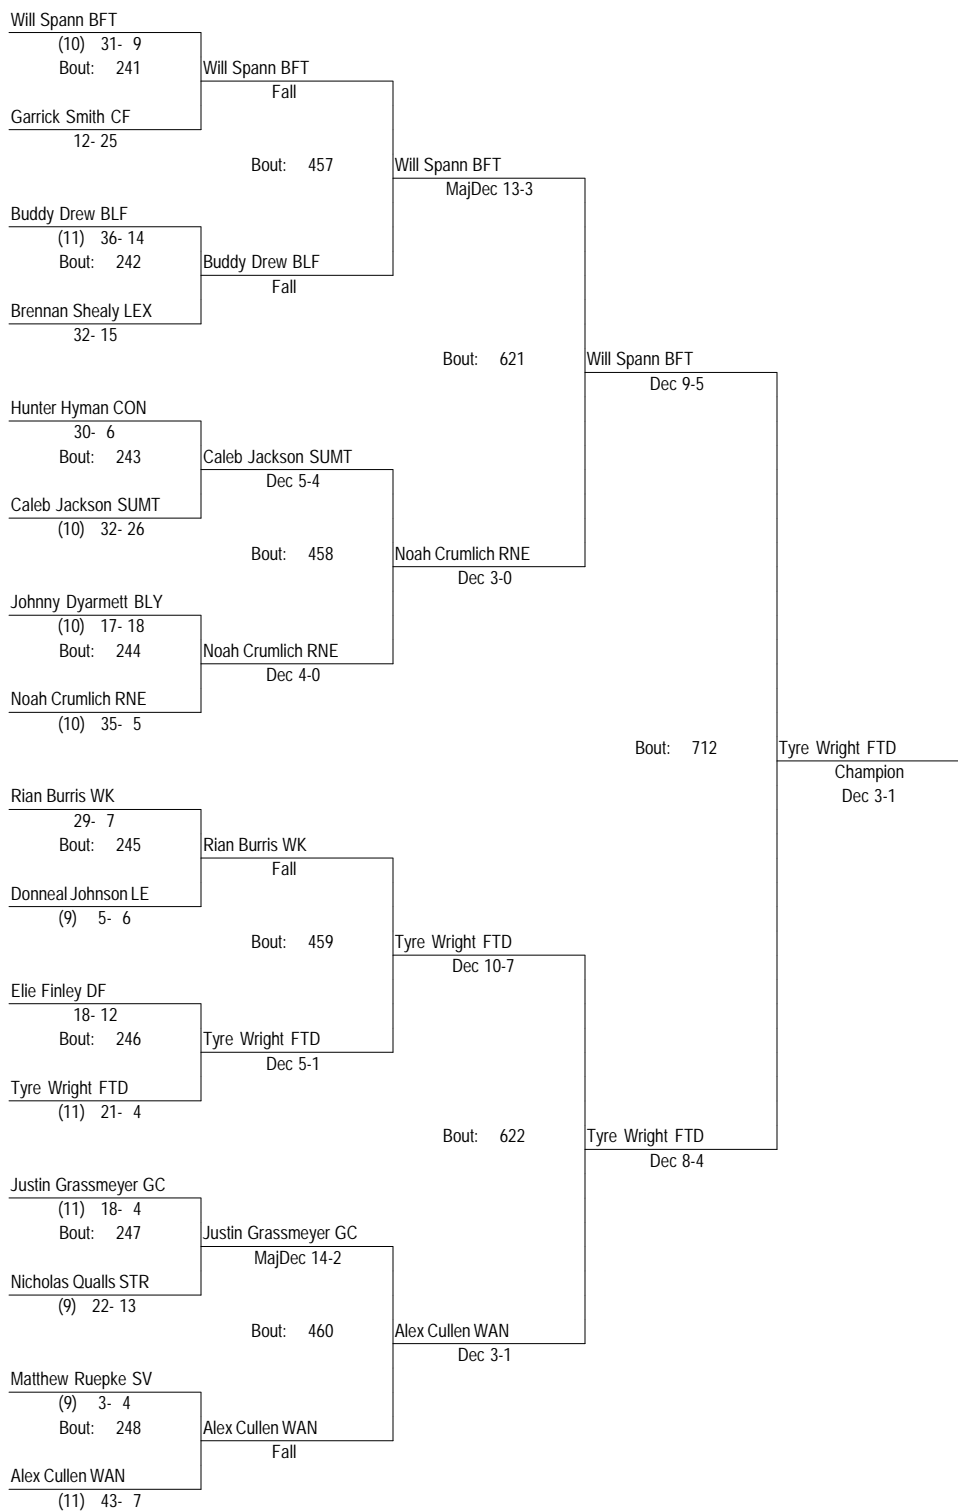 Will Spann BFT
(10) 31- 9
Bout: 241
Will Spann BFT
Fall
Garrick Smith CF
12- 25
Bout: 457
Will Spann BFT
MajDec 13-3
Buddy Drew BLF
(11) 36- 14
Bout: 242
Buddy Drew BLF
Fall
Brennan Shealy LEX
32- 15
Bout: 621
Will Spann BFT
Dec 9-5
Hunter Hyman CON
30- 6
Bout: 243
Caleb Jackson SUMT
Dec 5-4
Caleb Jackson SUMT
(10) 32- 26
Bout: 458
Noah Crumlich RNE
Dec 3-0
Johnny Dyarmett BLY
(10) 17- 18
Bout: 244
Noah Crumlich RNE
Dec 4-0
Noah Crumlich RNE
(10) 35- 5
Bout: 712
Tyre Wright FTD
Champion
Dec 3-1
Rian Burris WK
29- 7
Bout: 245
Rian Burris WK
Fall
Donneal Johnson LE
(9) 5- 6
Bout: 459
Tyre Wright FTD
Dec 10-7
Elie Finley DF
18- 12
Bout: 246
Tyre Wright FTD
Dec 5-1
Tyre Wright FTD
(11) 21- 4
Bout: 622
Tyre Wright FTD
Dec 8-4
Justin Grassmeyer GC
(11) 18- 4
Bout: 247
Justin Grassmeyer GC
MajDec 14-2
Nicholas Qualls STR
(9) 22- 13
Bout: 460
Alex Cullen WAN
Dec 3-1
Matthew Ruepke SV
(9) 3- 4
Bout: 248
Alex Cullen WAN
Fall
Alex Cullen WAN
(11) 43- 7